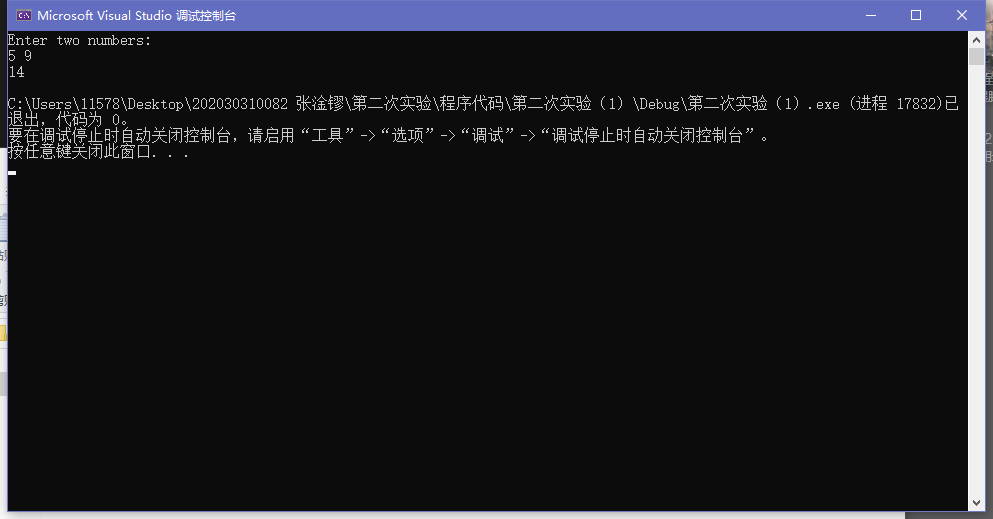 Microsoft Visual Studio 调试控制台
Enter two numbers:
5 9
14
C:\Users\11578\Desktop\202030310082 张淦镠\第二次实验\程序代码\第二次实验（1）\Debug\第二次实验（1）.exe (进程 17832)已
退出，代码为 0。
要在调试停止时自动关闭控制台，请启用“工具”->“选项”->“调试”->“调试停止时自动关闭控制台”。
按任意键关闭此窗口. . .